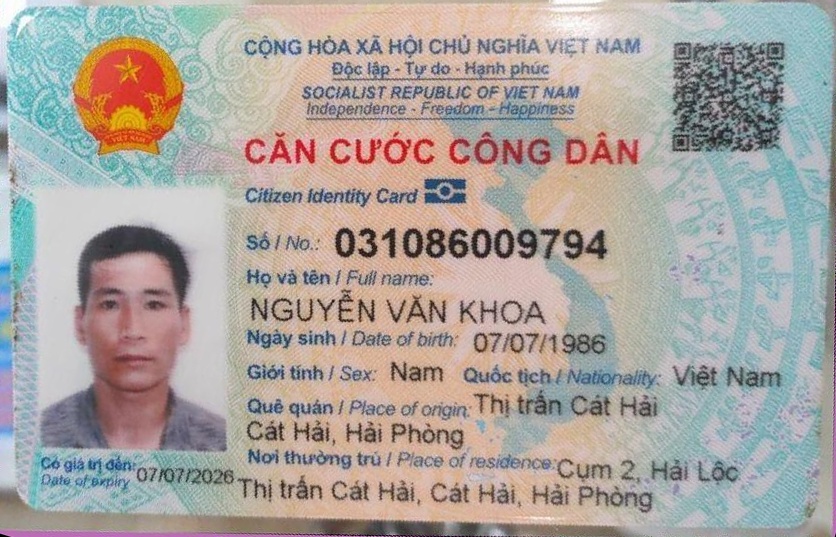 CỘNG HÒA XÃ HỘI CHỦ NGHĨA VIỆT NAM
Độc lập - Tự do - Hạnh phúc
SOCIALIST REPUBLIC OF VIET NAM
Independence - Freedom - Happiness
CĂN CƯỚC CÔNG DÂN
Citizen Identity Card
Số / No.: 031086009794
Họ và tên / Full name:
NGUYỄN VĂN KHOA
Ngày sinh / Date of birth: 07/07/1986
Giới tính / Sex: Nam Quốc tịch / Nationality: Việt Nam
Quê quán / Place of origin: Thị trấn Cát Hải
Cát Hải, Hải Phòng
Nơi thường trú / Place of residence: Cụm 2, Hải Lộc
Thị trấn Cát Hải, Cát Hải, Hải Phòng
Có giá trị đến: 07/07/2026
Date of expiry
VIỆT NAM